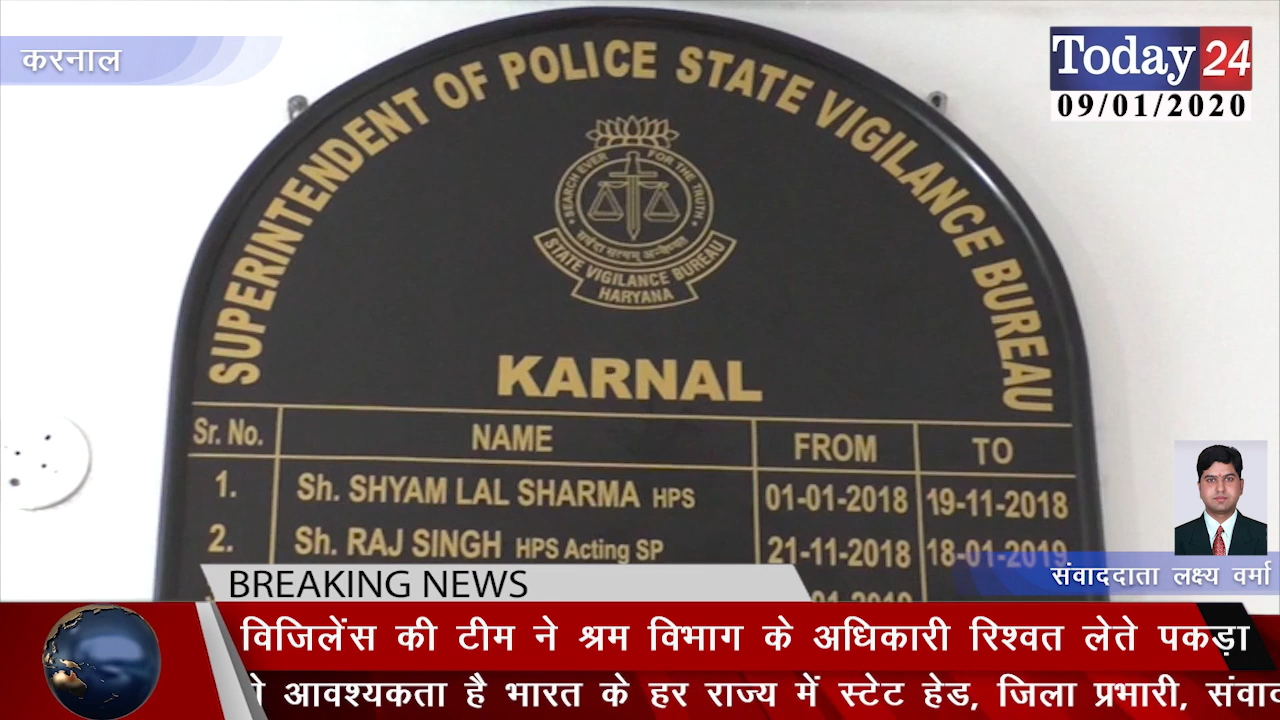 करनाल
Today 24
09/01/2020
SUPERINTENDENT OF POLICE STATE VIGILANCE BUREAU
SEARCH EVER FOR THE TRUTH
STATE VIGILANCE BUREAU
HARYANA
KARNAL
Sr. No. NAME FROM TO
1. Sh. SHYAM LAL SHARMA HPS 01-01-2018 19-11-2018
2. Sh. RAJ SINGH HPS Acting SP 21-11-2018 18-01-2019
संवाददाता लक्ष्य वर्मा
BREAKING NEWS
विजिलेंस की टीम ने श्रम विभाग के अधिकारी रिश्वत लेते पकड़ा
आवश्यकता है भारत के हर राज्य में स्टेट हेड, जिला प्रभारी, संवाद